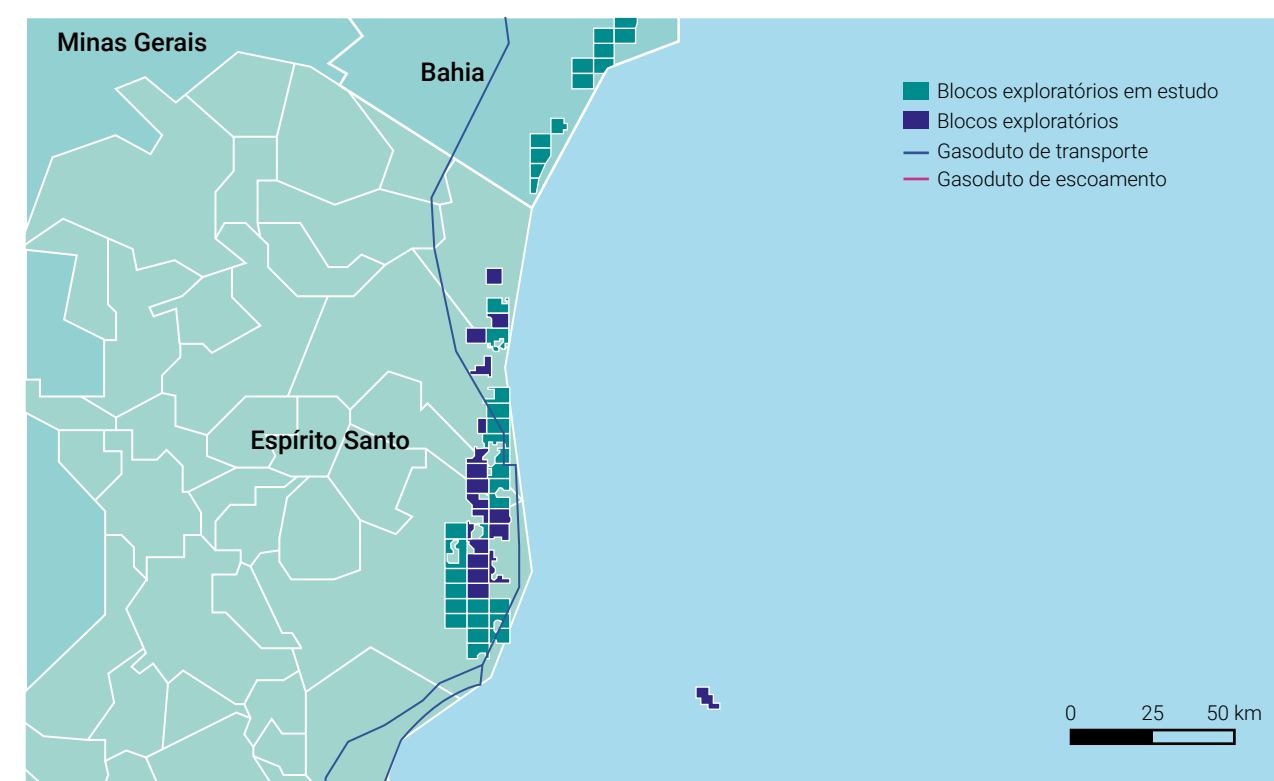 Minas Gerais
Bahia
Blocos exploratórios em estudo
Blocos exploratórios
Gasoduto de transporte
Gasoduto de escoamento
Espírito Santo
0 25 50 km